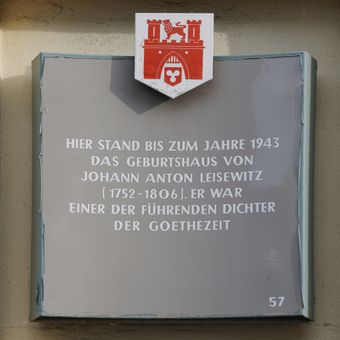 HIER STAND BIS ZUM JAHRE 1943
DAS GEBURTSHAUS VON
JOHANN ANTON LEISEWITZ
[1752-1806]. ER WAR
EINER DER FÜHRENDEN DICHTER
DER GOETHEZEIT
57